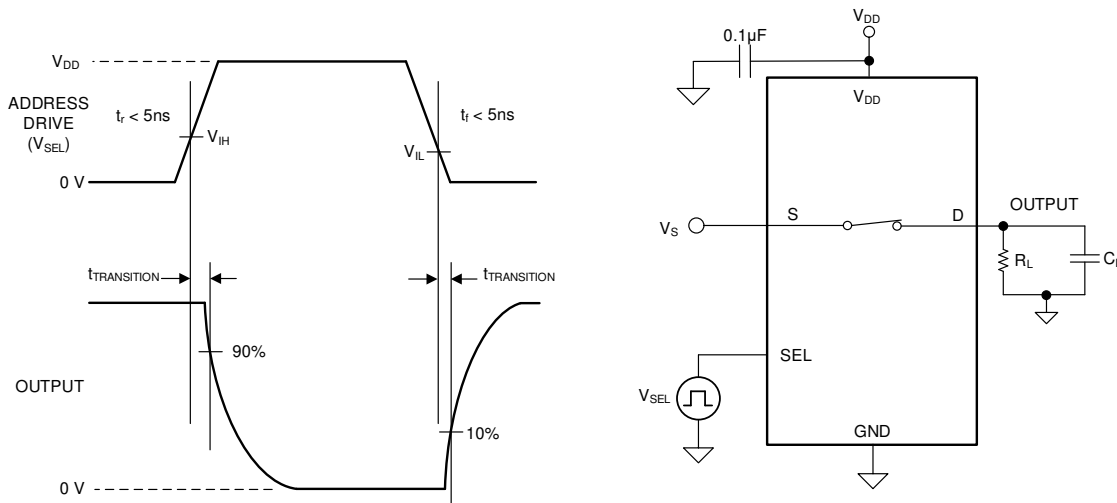 V_DD
ADDRESS
DRIVE
(V_SEL)
t_r < 5ns
V_IH
t_f < 5ns
V_IL
0 V
t_TRANSITION
t_TRANSITION
90%
OUTPUT
10%
0 V
V_DD
0.1µF
V_DD
V_S
S
D
OUTPUT
R_L
SEL
V_SEL
GND